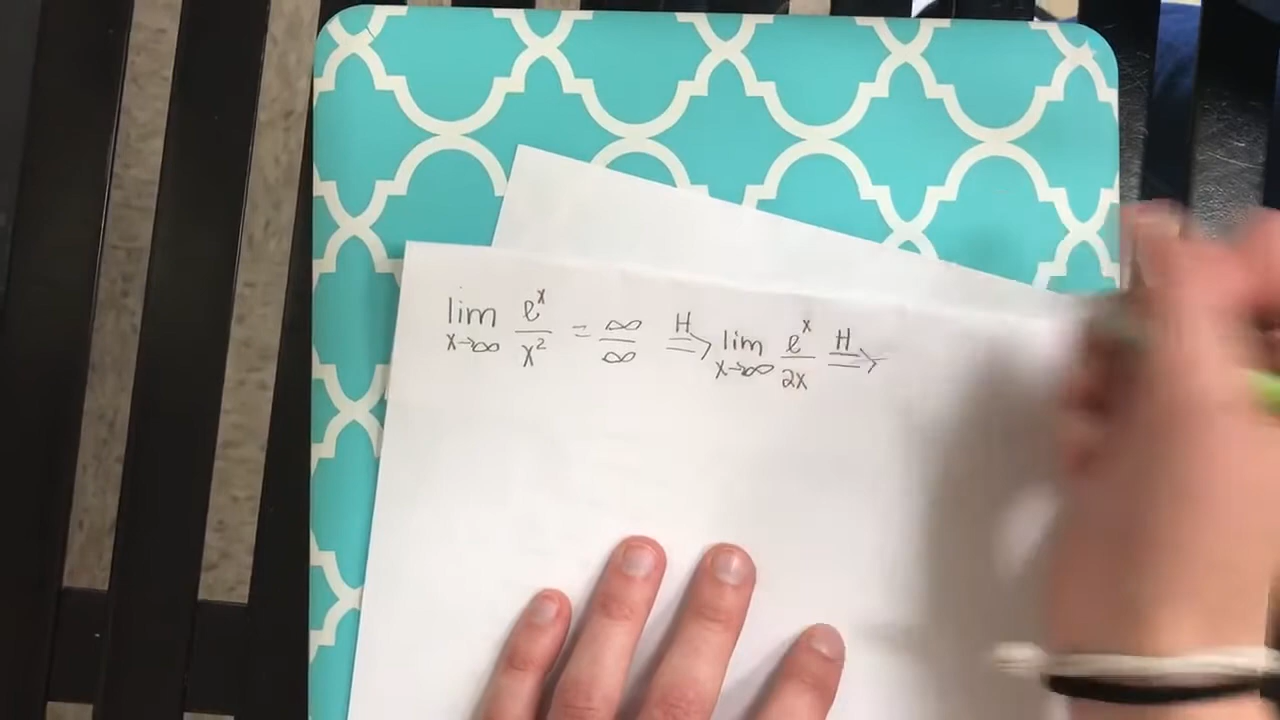 lim x→∞ e^x / x^2 = ∞ / ∞ H⇒ lim x→∞ e^x / 2x H⇒